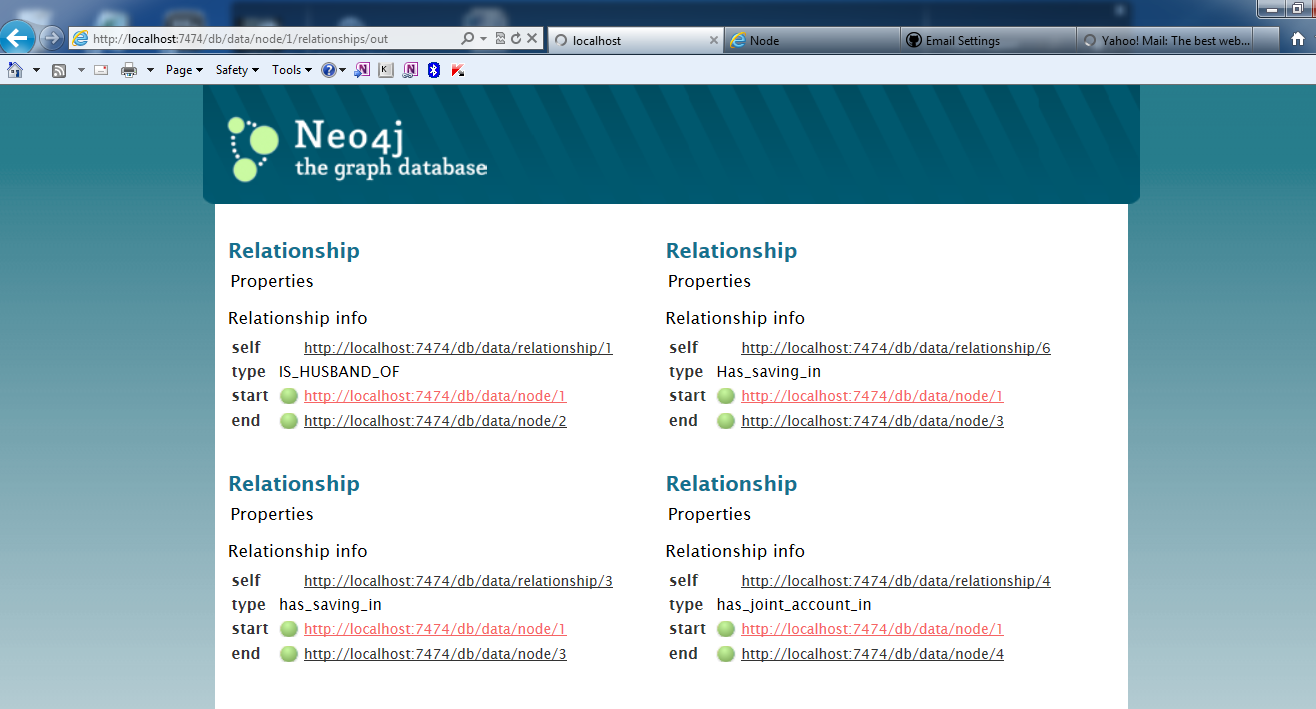 http://localhost:7474/db/data/node/1/relationships/out
localhost
Node
Email Settings
Yahoo! Mail: The best web...
Page
Safety
Tools
Neo4j
the graph database
Relationship
Properties
Relationship info
self http://localhost:7474/db/data/relationship/1
type IS_HUSBAND_OF
start http://localhost:7474/db/data/node/1
end http://localhost:7474/db/data/node/2
Relationship
Properties
Relationship info
self http://localhost:7474/db/data/relationship/6
type Has_saving_in
start http://localhost:7474/db/data/node/1
end http://localhost:7474/db/data/node/3
Relationship
Properties
Relationship info
self http://localhost:7474/db/data/relationship/3
type has_saving_in
start http://localhost:7474/db/data/node/1
end http://localhost:7474/db/data/node/3
Relationship
Properties
Relationship info
self http://localhost:7474/db/data/relationship/4
type has_joint_account_in
start http://localhost:7474/db/data/node/1
end http://localhost:7474/db/data/node/4